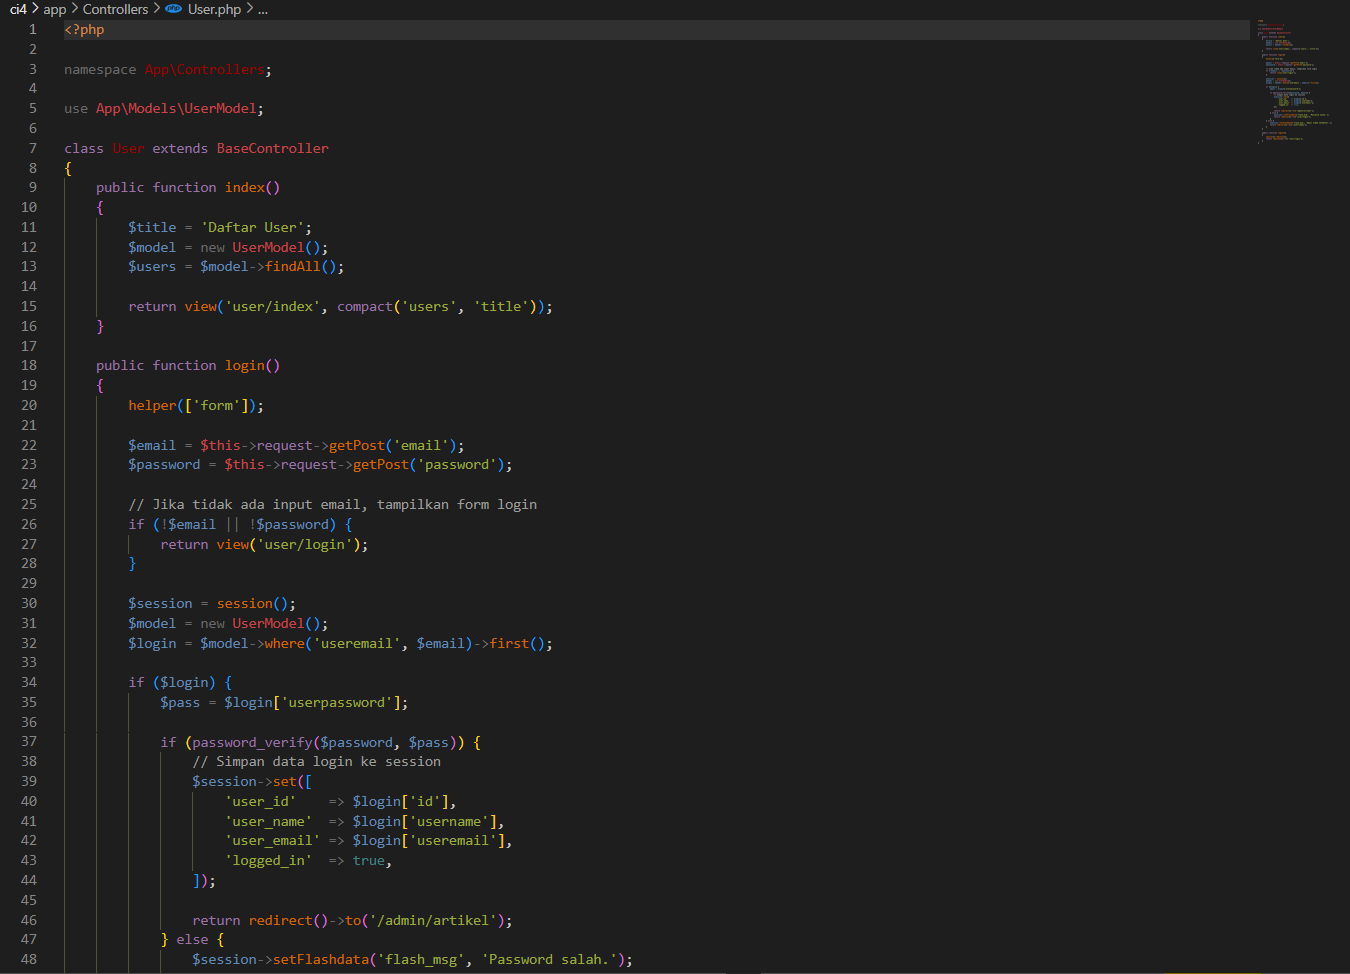 ci4 > app > Controllers > php User.php > ...
1 <?php
2
3 namespace App\Controllers;
4
5 use App\Models\UserModel;
6
7 class User extends BaseController
8 {
9     public function index()
10     {
11         $title = 'Daftar User';
12         $model = new UserModel();
13         $users = $model->findAll();
14
15         return view('user/index', compact('users', 'title'));
16     }
17
18     public function login()
19     {
20         helper(['form']);
21
22         $email = $this->request->getPost('email');
23         $password = $this->request->getPost('password');
24
25         // Jika tidak ada input email, tampilkan form login
26         if (!$email || !$password) {
27             return view('user/login');
28         }
29
30         $session = session();
31         $model = new UserModel();
32         $login = $model->where('useremail', $email)->first();
33
34         if ($login) {
35             $pass = $login['userpassword'];
36
37             if (password_verify($password, $pass)) {
38                 // Simpan data login ke session
39                 $session->set([
40                     'user_id'    => $login['id'],
41                     'user_name'  => $login['username'],
42                     'user_email' => $login['useremail'],
43                     'logged_in'  => true,
44                 ]);
45
46                 return redirect()->to('/admin/artikel');
47             } else {
48                 $session->setFlashdata('flash_msg', 'Password salah.');